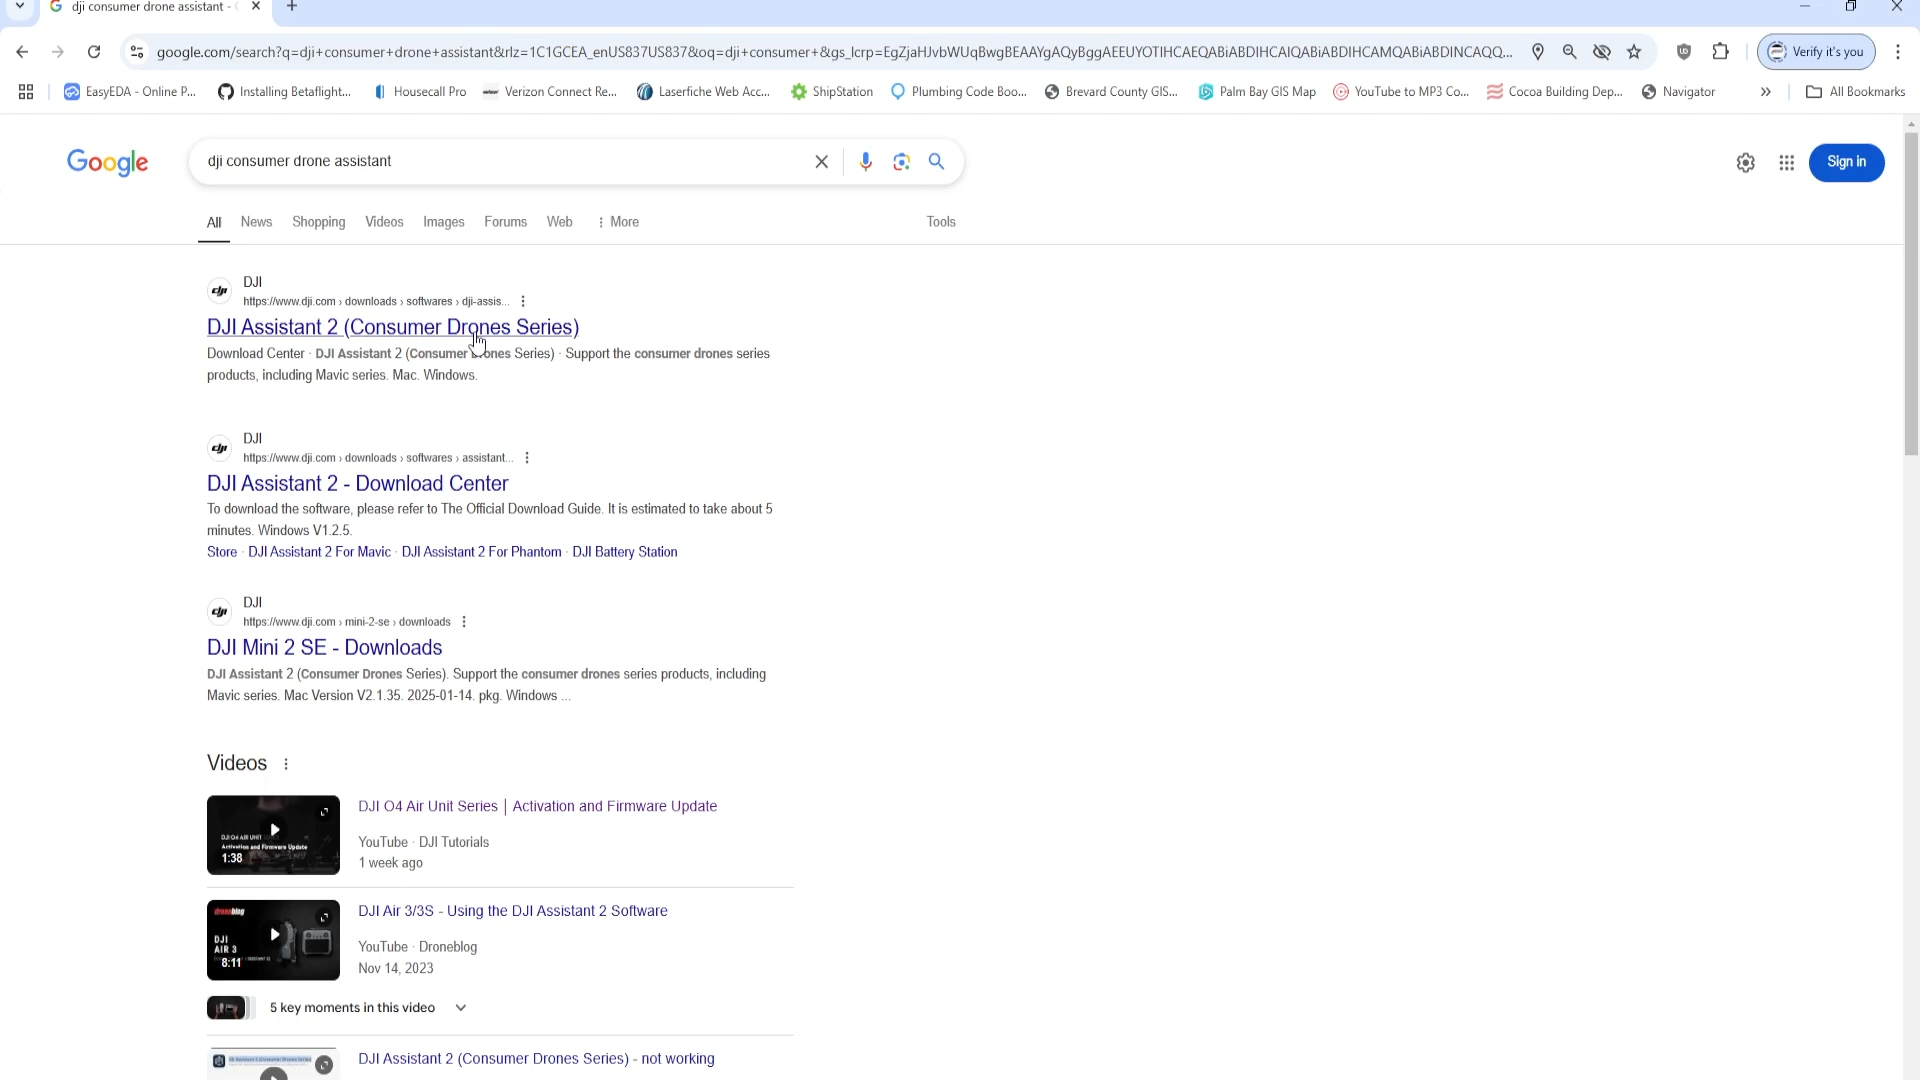 dji consumer drone assistant - 
google.com/search?q=dji+consumer+drone+assistant&rlz=1C1GCEA_enUS837US837&oq=dji+consumer+&gs_lcrp=EgZjaHJvbWUqBwgBEAAYgAQyBggAEEUYOTIHCAEQABiABDIHCAIQABiABDIHCAMQABiABDINCAQQ...
Verify it's you
EasyEDA - Online P...
Installing Betaflight...
Housecall Pro
Verizon Connect Re...
Laserfiche Web Acc...
ShipStation
Plumbing Code Boo...
Brevard County GIS...
Palm Bay GIS Map
YouTube to MP3 Co...
Cocoa Building Dep...
Navigator
All Bookmarks
Google
dji consumer drone assistant
Sign in
All
News
Shopping
Videos
Images
Forums
Web
More
Tools
DJI
https://www.dji.com › downloads › softwares › dji-assis...
DJI Assistant 2 (Consumer Drones Series)
Download Center · DJI Assistant 2 (Consumer Drones Series) · Support the consumer drones series
products, including Mavic series. Mac. Windows.
DJI
https://www.dji.com › downloads › softwares › assistant...
DJI Assistant 2 - Download Center
To download the software, please refer to The Official Download Guide. It is estimated to take about 5
minutes. Windows V1.2.5.
Store · DJI Assistant 2 For Mavic · DJI Assistant 2 For Phantom · DJI Battery Station
DJI
https://www.dji.com › mini-2-se › downloads
DJI Mini 2 SE - Downloads
DJI Assistant 2 (Consumer Drones Series). Support the consumer drones series products, including
Mavic series. Mac Version V2.1.35. 2025-01-14. pkg. Windows ...
Videos
DJI O4 AIR UNIT
Activation and Firmware Update
1:38
DJI O4 Air Unit Series | Activation and Firmware Update
YouTube · DJI Tutorials
1 week ago
droneblog
DJI
AIR 3
8:11
DJI Air 3/3S - Using the DJI Assistant 2 Software
YouTube · Droneblog
Nov 14, 2023
5 key moments in this video
DJI Assistant 2 (Consumer Drones Series) - not working